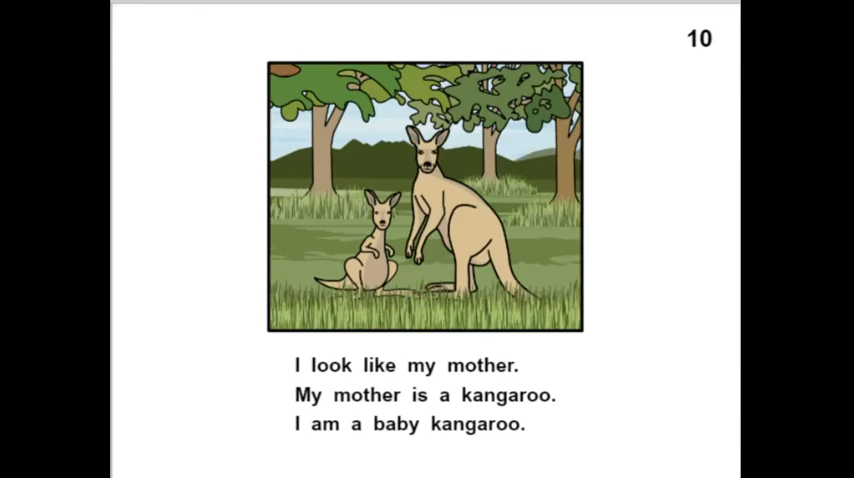 10
I look like my mother.
My mother is a kangaroo.
I am a baby kangaroo.